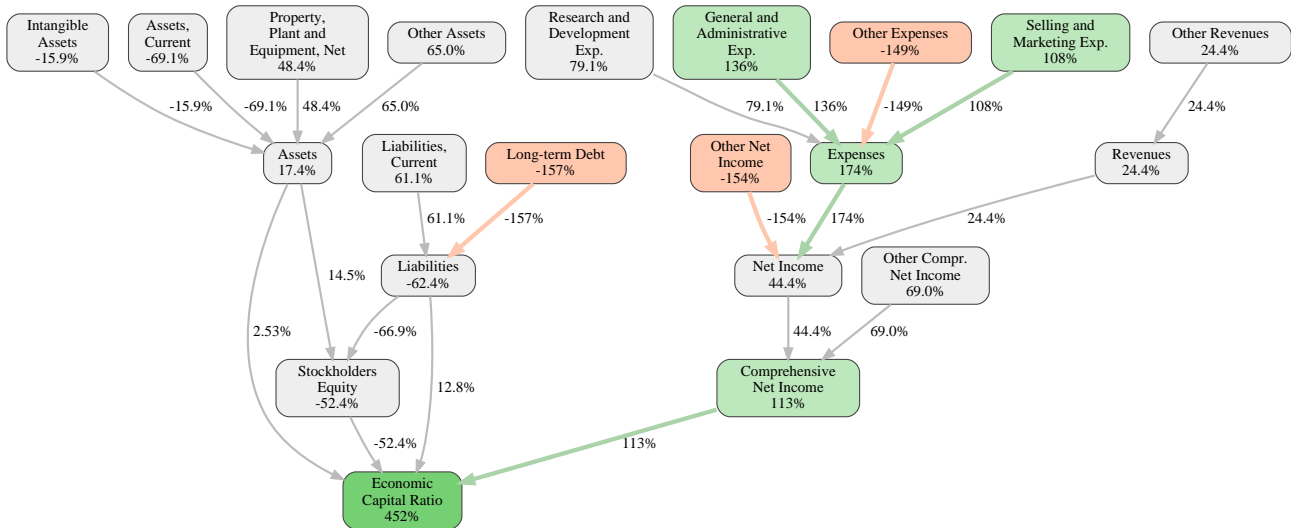 Intangible
Assets
-15.9%
Assets,
Current
-69.1%
Property,
Plant and
Equipment, Net
48.4%
Other Assets
65.0%
Research and
Development
Exp.
79.1%
General and
Administrative
Exp.
136%
Other Expenses
-149%
Selling and
Marketing Exp.
108%
Other Revenues
24.4%
-15.9%
-69.1%
48.4%
65.0%
79.1%
136%
-149%
108%
24.4%
Assets
17.4%
Liabilities,
Current
61.1%
Long-term Debt
-157%
Other Net
Income
-154%
Expenses
174%
Revenues
24.4%
61.1%
-157%
-154%
174%
24.4%
14.5%
Liabilities
-62.4%
Net Income
44.4%
Other Compr.
Net Income
69.0%
2.53%
-66.9%
44.4%
69.0%
Stockholders
Equity
-52.4%
12.8%
Comprehensive
Net Income
113%
-52.4%
113%
Economic
Capital Ratio
452%